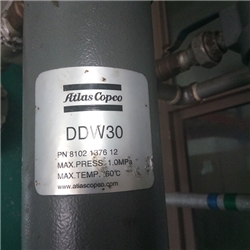 Atlas Copco
DDW30
PN 8102 1376 12
MAX.PRESS. 1.0MPa
MAX.TEMP. 80℃
www.atlascopco.com